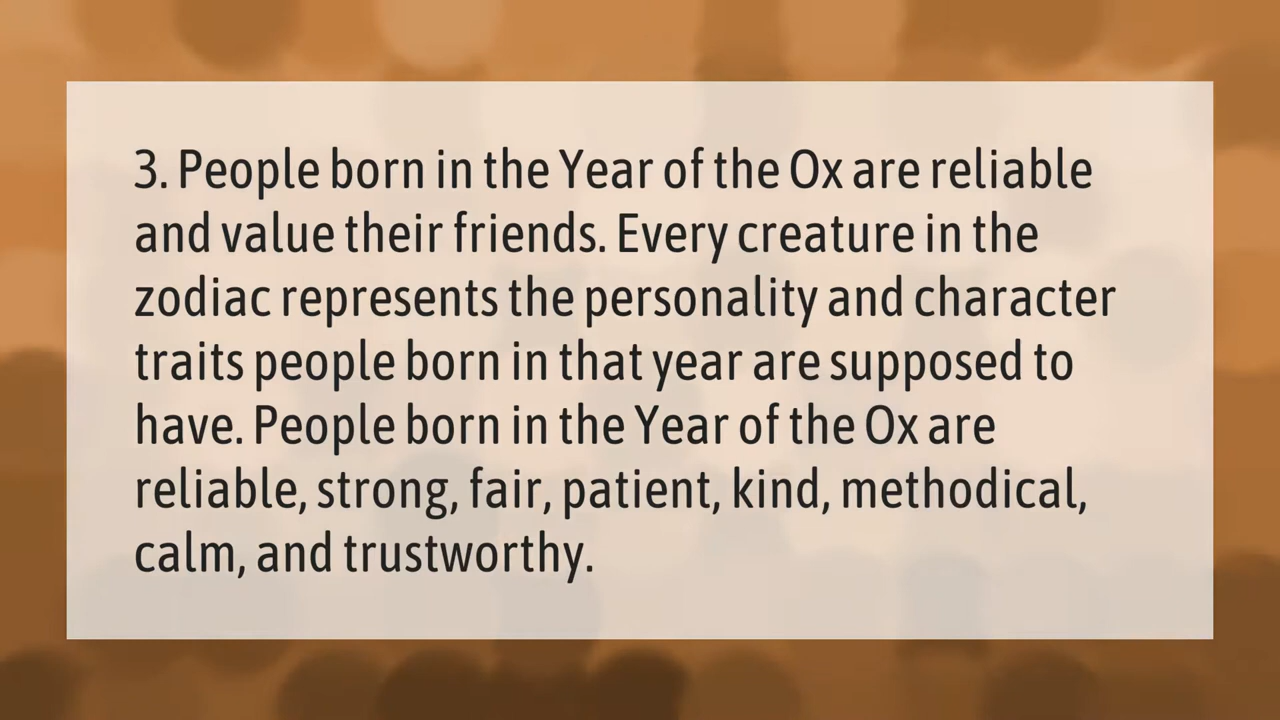 3. People born in the Year of the Ox are reliable
and value their friends. Every creature in the
zodiac represents the personality and character
traits people born in that year are supposed to
have. People born in the Year of the Ox are
reliable, strong, fair, patient, kind, methodical,
calm, and trustworthy.